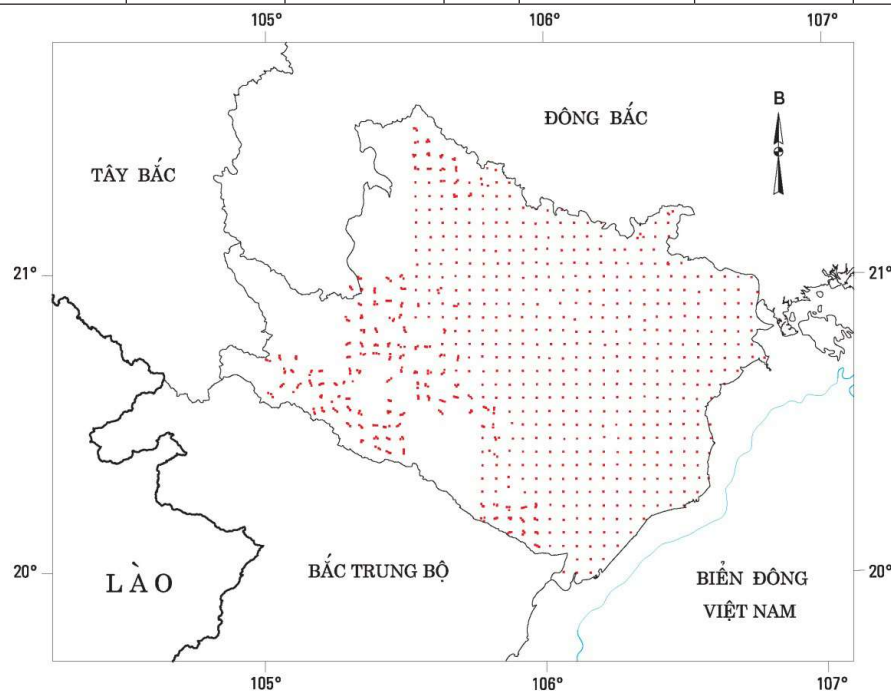 105° 106° 107°
B
ĐÔNG BẮC
TÂY BẮC
21° 21°
20° 20°
LÀO
BẮC TRUNG BỘ
BIỂN ĐÔNG
VIỆT NAM
105° 106° 107°